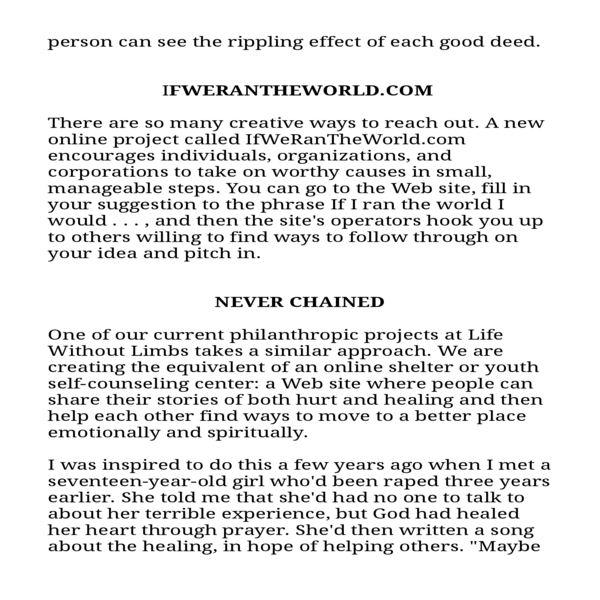 person can see the rippling effect of each good deed.
IFWERANTHEWORLD.COM
There are so many creative ways to reach out. A new
online project called IfWeRanTheWorld.com
encourages individuals, organizations, and
corporations to take on worthy causes in small,
manageable steps. You can go to the Web site, fill in
your suggestion to the phrase If I ran the world I
would . . . , and then the site's operators hook you up
to others willing to find ways to follow through on
your idea and pitch in.
NEVER CHAINED
One of our current philanthropic projects at Life
Without Limbs takes a similar approach. We are
creating the equivalent of an online shelter or youth
self-counseling center: a Web site where people can
share their stories of both hurt and healing and then
help each other find ways to move to a better place
emotionally and spiritually.
I was inspired to do this a few years ago when I met a
seventeen-year-old girl who'd been raped three years
earlier. She told me that she'd had no one to talk to
about her terrible experience, but God had healed
her heart through prayer. She'd then written a song
about the healing, in hope of helping others. "Maybe